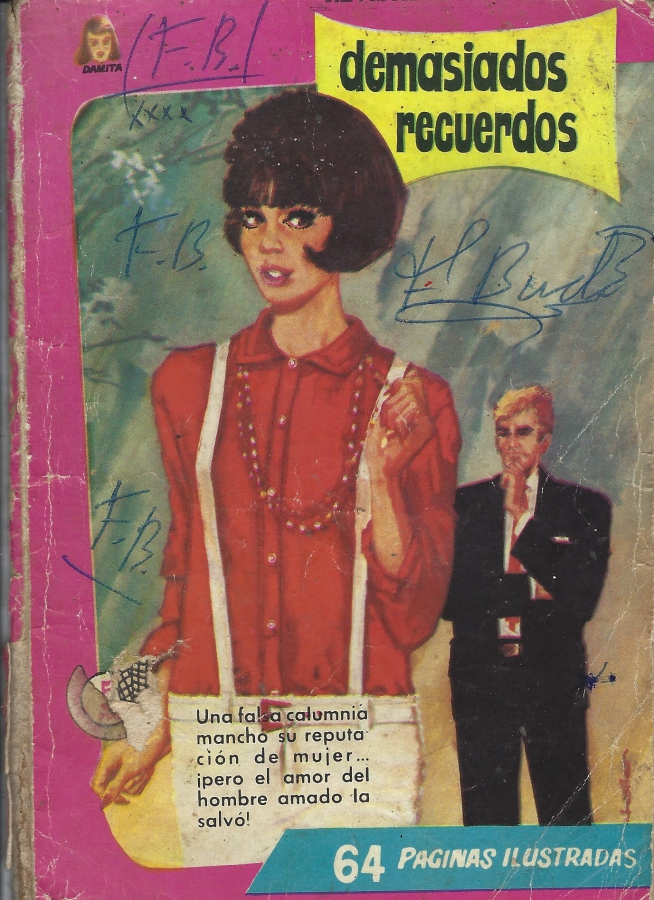 DAMITA
(F.B.)
xxxx
demasiados
recuerdos
F.B.
F.B.
Una falsa calumnia
manchó su reputa
ción de mujer...
¡pero el amor del
hombre amado la
salvó!
64 PAGINAS ILUSTRADAS